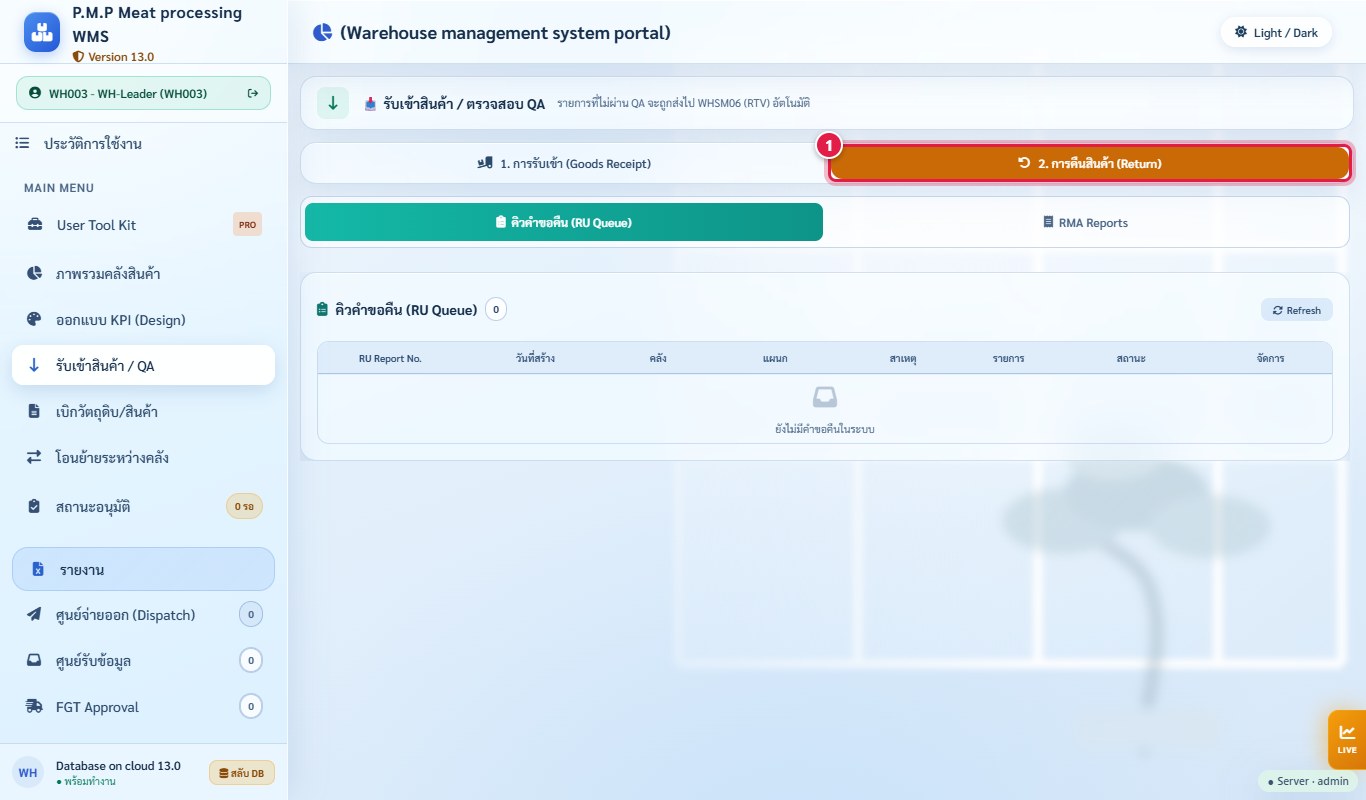 P.M.P Meat processing
WMS
Version 13.0
WH003 - WH-Leader (WH003)
ประวัติการใช้งาน
MAIN MENU
User Tool Kit
PRO
ภาพรวมคลังสินค้า
ออกแบบ KPI (Design)
รับเข้าสินค้า / QA
เบิกวัตถุดิบ/สินค้า
โอนย้ายระหว่างคลัง
สถานะอนุมัติ
0 รอ
รายงาน
ศูนย์จ่ายออก (Dispatch)
0
ศูนย์รับข้อมูล
0
FGT Approval
0
WH
Database on cloud 13.0
● พร้อมทำงาน
สลับ DB
(Warehouse management system portal)
Light / Dark
รับเข้าสินค้า / ตรวจสอบ QA
รายการที่ไม่ผ่าน QA จะถูกส่งไป WHSM06 (RTV) อัตโนมัติ
1
1. การรับเข้า (Goods Receipt)
2. การคืนสินค้า (Return)
คิวคำขอคืน (RU Queue)
RMA Reports
คิวคำขอคืน (RU Queue)
0
Refresh
RU Report No. วันที่สร้าง คลัง แผนก สาเหตุ รายการ สถานะ จัดการ
ยังไม่มีคำขอคืนในระบบ
LIVE
● Server · admin